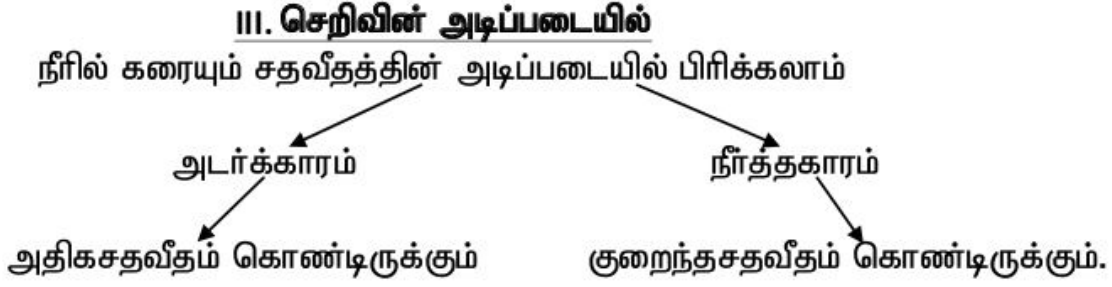 III. செறிவின் அடிப்படையில்
நீரில் கரையும் சதவீதத்தின் அடிப்படையில் பிரிக்கலாம்
அடர்க்காரம் நீர்த்தகாரம்
அதிகசதவீதம் கொண்டிருக்கும் குறைந்தசதவீதம் கொண்டிருக்கும்.